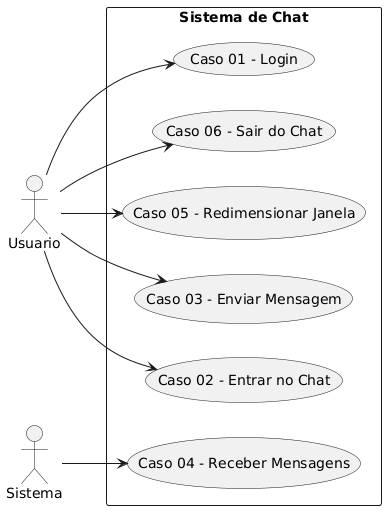 Sistema de Chat
Caso 01 - Login
Caso 06 - Sair do Chat
Caso 05 - Redimensionar Janela
Usuario
Caso 03 - Enviar Mensagem
Caso 02 - Entrar no Chat
Caso 04 - Receber Mensagens
Sistema